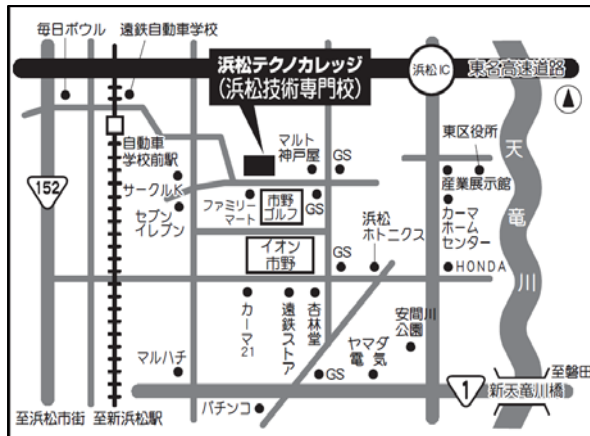 毎日ボウル
遠鉄自動車学校
浜松テクノカレッジ
(浜松技術専門校)
浜松IC
東名高速道路
自動車
学校前駅
サークルK
セブン
イレブン
152
マルト
神戸屋
GS
東区役所
産業展示館
カーマ
ホーム
センター
天竜川
ファミリー
マート
市野
ゴルフ
GS
イオン
市野
浜松
ホトニクス
GS
HONDA
カーマ21
遠鉄ストア
杏林堂
安間川
公園
ヤマダ
電気
マルハチ
GS
パチンコ
1
至磐田
新天竜川橋
至浜松市街
至新浜松駅